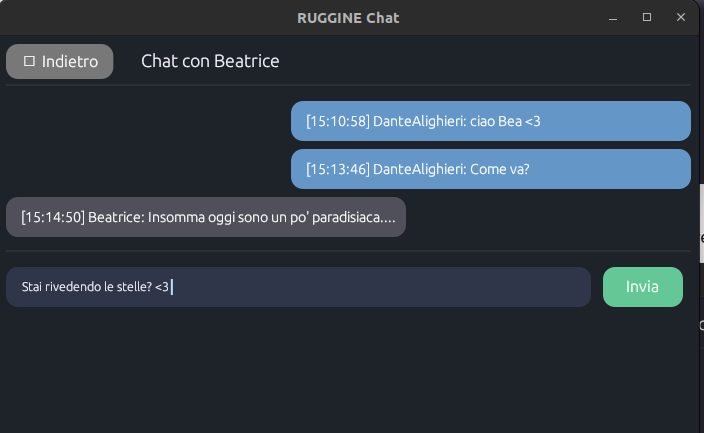 RUGGINE Chat
Indietro
Chat con Beatrice
[15:10:58] DanteAlighieri: ciao Bea <3
[15:13:46] DanteAlighieri: Come va?
[15:14:50] Beatrice: Insomma oggi sono un po' paradisiaca....
Stai rivedendo le stelle? <3
Invia